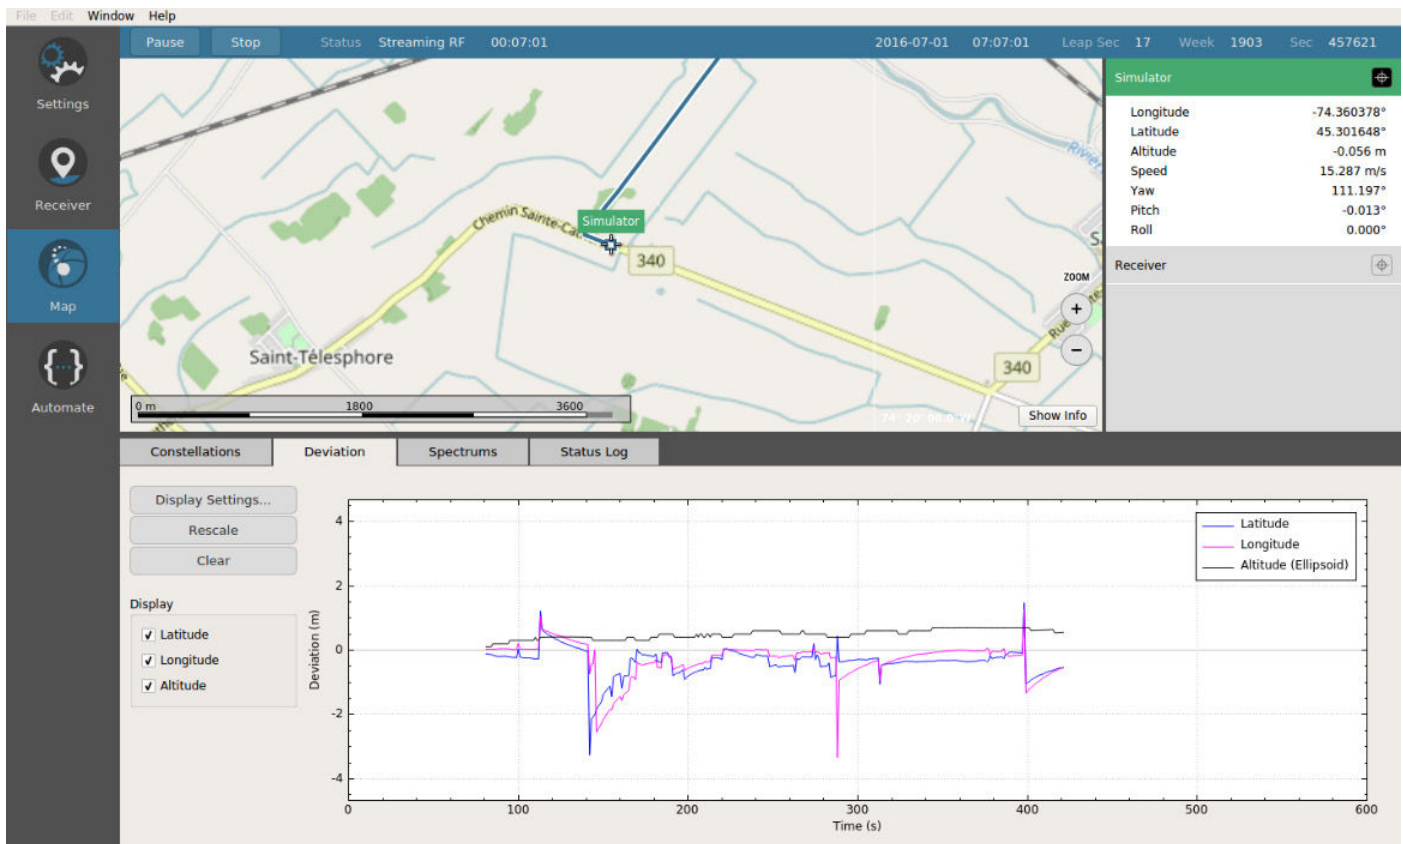 File Edit Window Help
Pause Stop Status Streaming RF 00:07:01 2016-07-01 07:07:01 Leap Sec 17 Week 1903 Sec 457621
Settings
Receiver
Map
Automate
Chemin Sainte-Ca
Simulator
340
Saint-Télesphore
340
Rue
0 m 1800 3600
ZOOM
+
−
Show Info
Simulator
Longitude -74.360378°
Latitude 45.301648°
Altitude -0.056 m
Speed 15.287 m/s
Yaw 111.197°
Pitch -0.013°
Roll 0.000°
Receiver
Constellations Deviation Spectrums Status Log
Display Settings...
Rescale
Clear
Display
Latitude
Longitude
Altitude
Deviation (m)
4
2
0
-2
-4
0 100 200 300 400 500 600
Time (s)
Latitude
Longitude
Altitude (Ellipsoid)